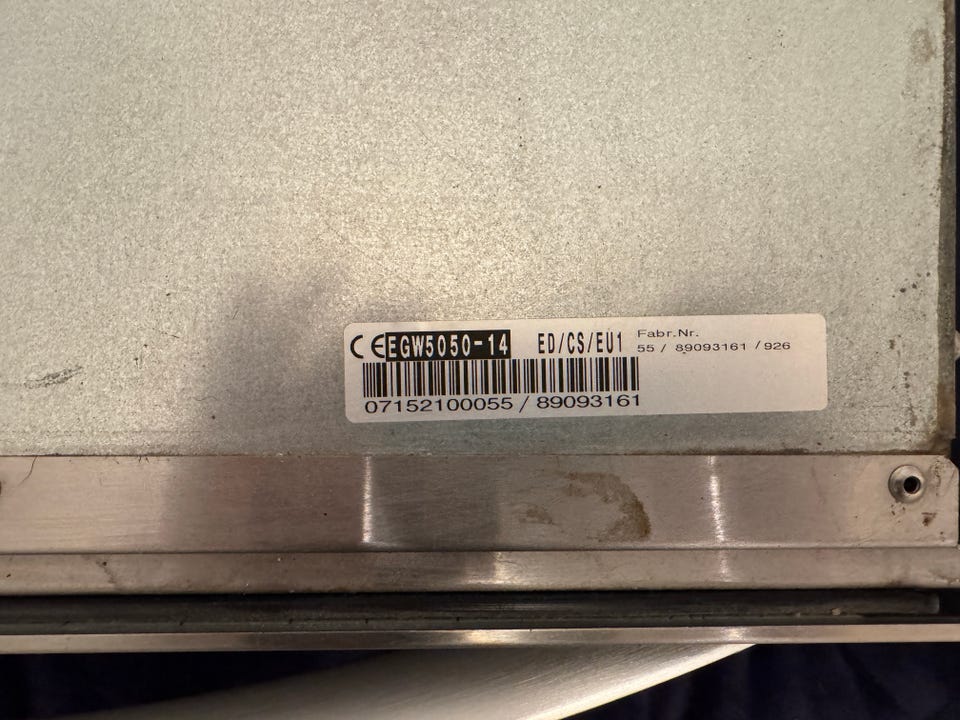 CE EGW5050-14 ED/CS/EU1 Fabr.Nr.
55 / 89093161 / 926
07152100055 / 89093161